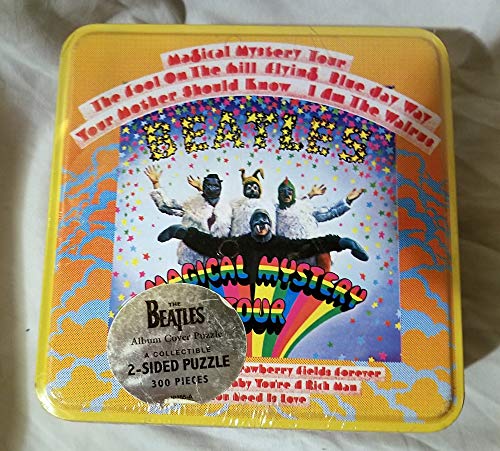 Magical Mystery Tour
The Fool On The Hill Flying Blue Jay Way
Your Mother Should Know I Am The Walrus
BEATLES
MAGICAL MYSTERY
TOUR
THE
BEATLES
Album Cover Puzzle
A COLLECTIBLE
2-SIDED PUZZLE
300 PIECES
Strawberry Fields Forever
You're A Rich Man
Need Is Love